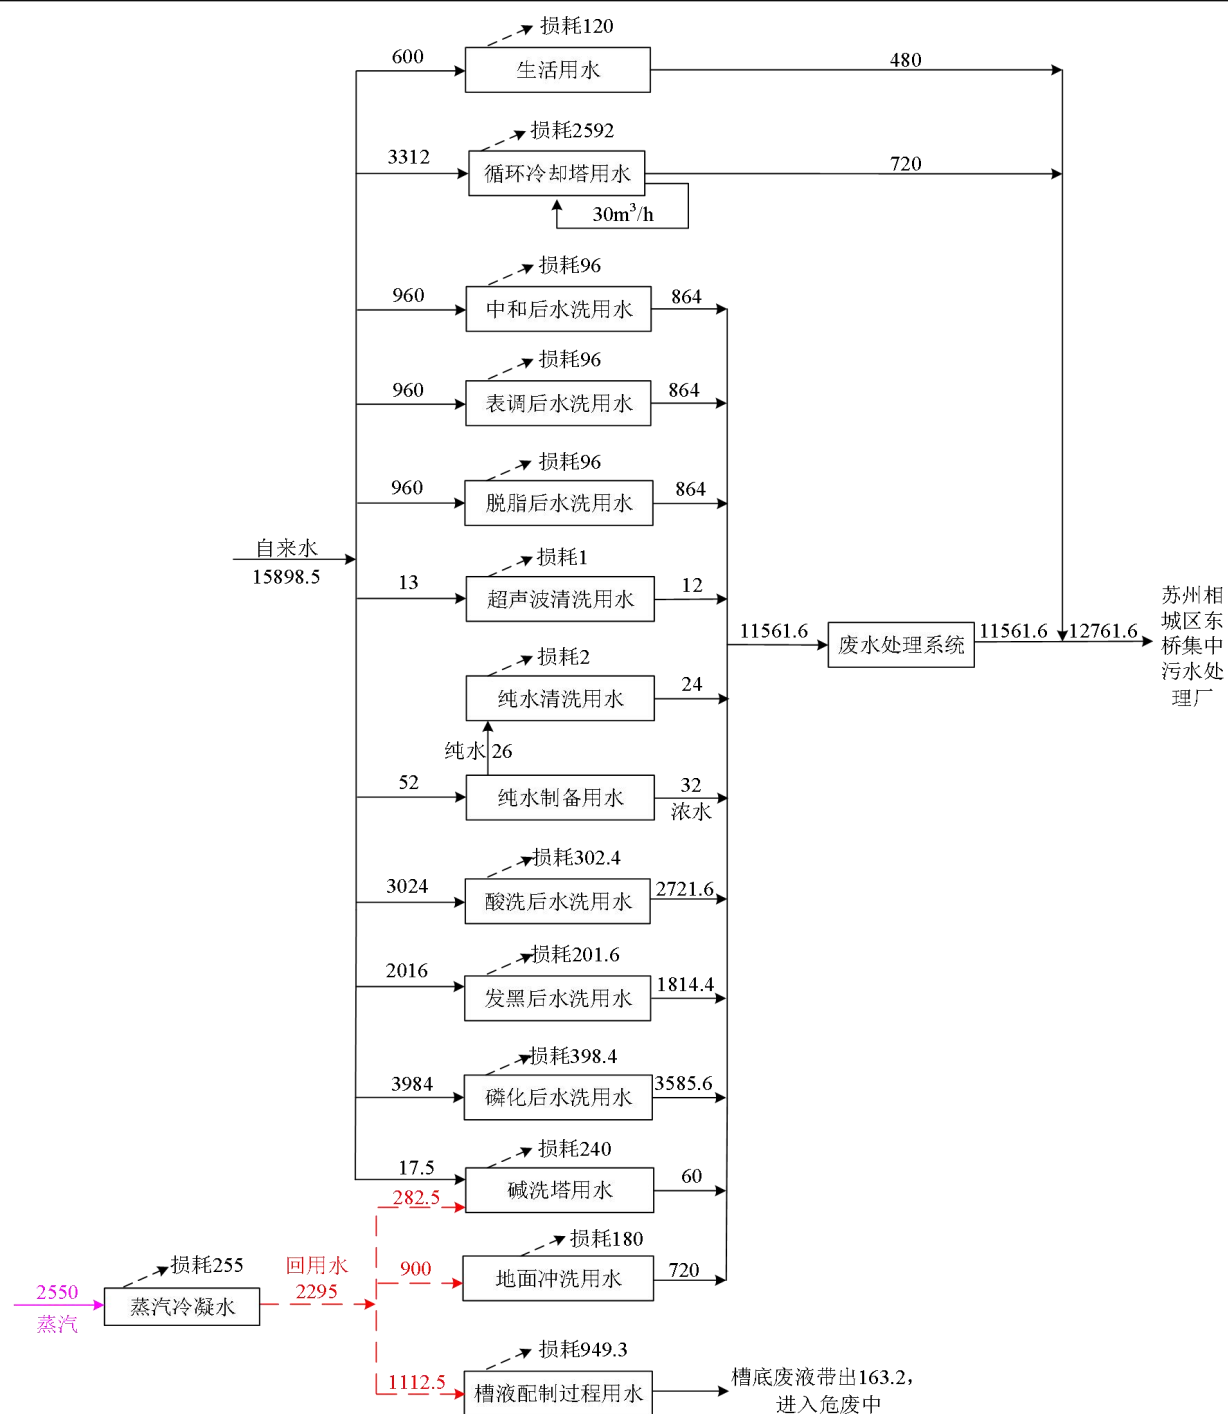 损耗120
600
生活用水
480
损耗2592
3312
循环冷却塔用水
720
30m³/h
损耗96
960
中和后水洗用水
864
损耗96
960
表调后水洗用水
864
损耗96
960
脱脂后水洗用水
864
自来水
15898.5
损耗1
13
超声波清洗用水
12
11561.6
废水处理系统
11561.6
12761.6
苏州相
城区东
桥集中
污水处
理厂
损耗2
纯水清洗用水
24
纯水 26
52
纯水制备用水
32
浓水
损耗302.4
3024
酸洗后水洗用水
2721.6
损耗201.6
2016
发黑后水洗用水
1814.4
损耗398.4
3984
磷化后水洗用水
3585.6
损耗240
17.5
碱洗塔用水
60
282.5
损耗180
900
地面冲洗用水
720
损耗255
2550
蒸汽
蒸汽冷凝水
回用水
2295
损耗949.3
1112.5
槽液配制过程用水
槽底废液带出163.2，
进入危废中